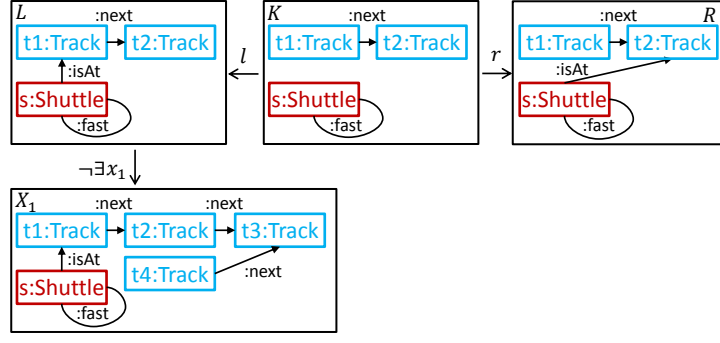 L
:next
t1:Track
t2:Track
:isAt
s:Shuttle
:fast
l
K
:next
t1:Track
t2:Track
s:Shuttle
:fast
r
R
:next
t1:Track
t2:Track
:isAt
s:Shuttle
:fast
¬∃x₁
X₁
:next
:next
t1:Track
t2:Track
t3:Track
:isAt
t4:Track
:next
s:Shuttle
:fast